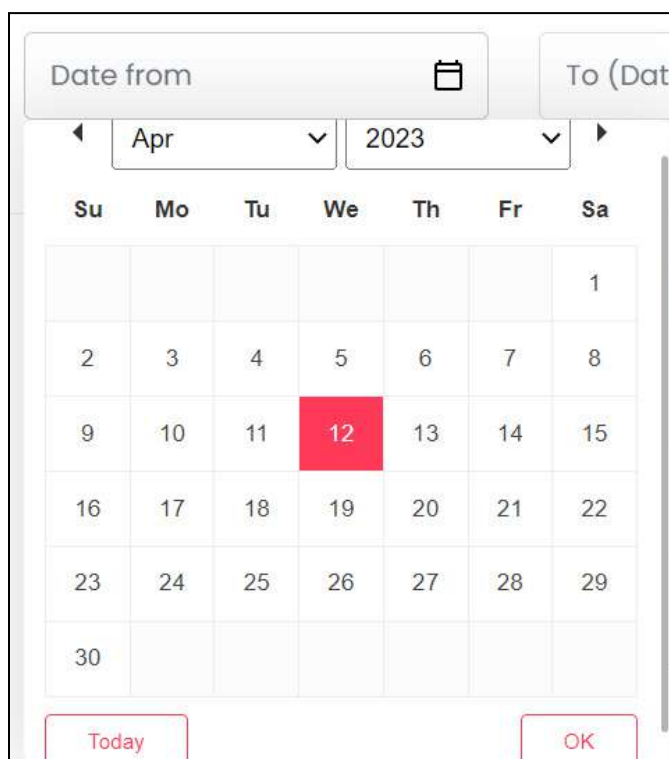 Date from To (Dat
Apr 2023
Su Mo Tu We Th Fr Sa
1
2 3 4 5 6 7 8
9 10 11 12 13 14 15
16 17 18 19 20 21 22
23 24 25 26 27 28 29
30
Today OK